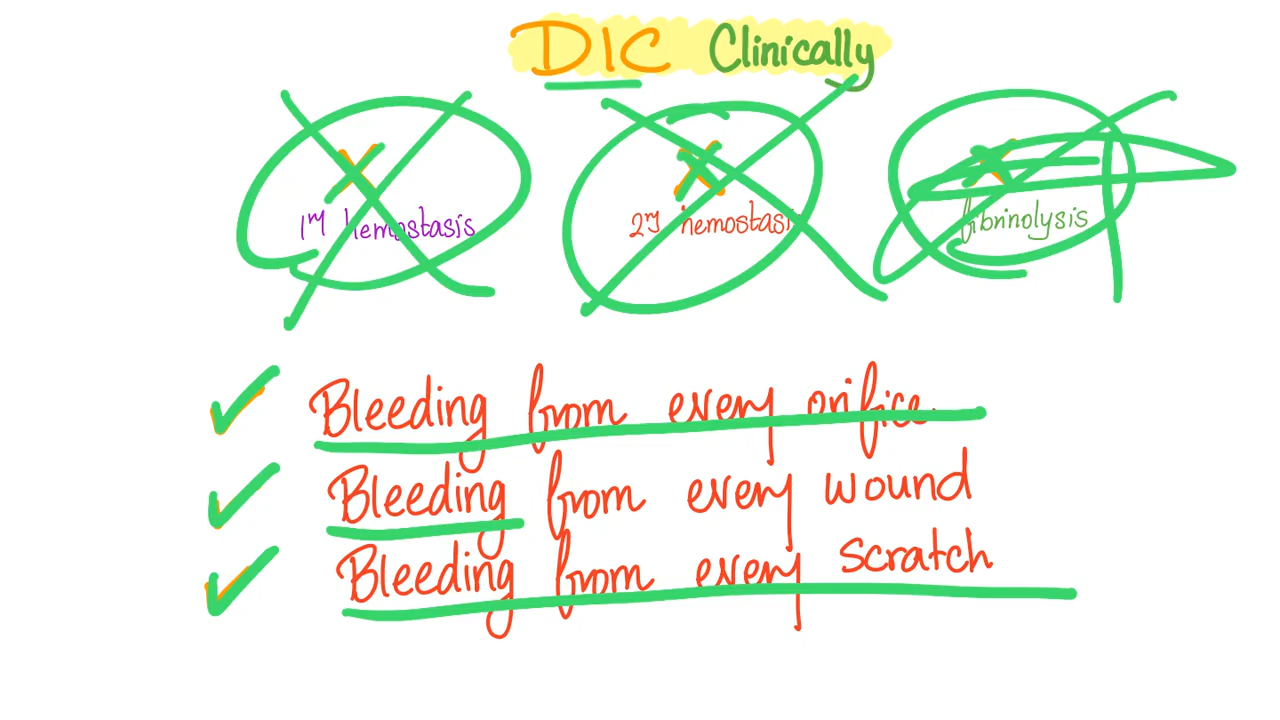 DIC Clinically
1ry hemostasis 2ry hemostasis fibrinolysis
Bleeding from every orifice
Bleeding from every wound
Bleeding from every scratch